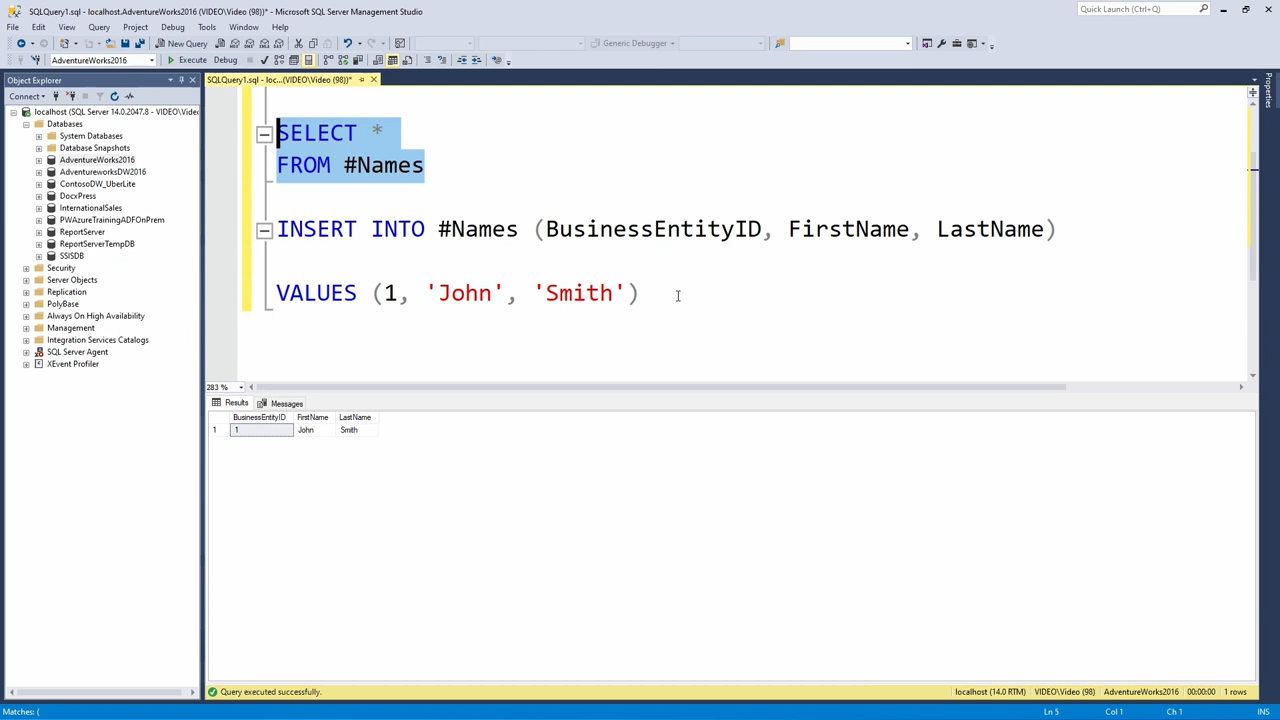 SQLQuery1.sql - localhost.AdventureWorks2016 (VIDEO\Video (98))* - Microsoft SQL Server Management Studio
Quick Launch (Ctrl+Q)
File Edit View Query Project Debug Tools Window Help
New Query
Generic Debugger
AdventureWorks2016
Execute Debug
Object Explorer
SQLQuery1.sql - loc...(VIDEO\Video (98))*
Properties
Connect
localhost (SQL Server 14.0.2047.8 - VIDEO\Video
Databases
System Databases
Database Snapshots
AdventureWorks2016
AdventureworksDW2016
ContosoDW_UberLite
DocxPress
InternationalSales
PWAzureTrainingADFOnPrem
ReportServer
ReportServerTempDB
SSISDB
Security
Server Objects
Replication
PolyBase
Always On High Availability
Management
Integration Services Catalogs
SQL Server Agent
XEvent Profiler
SELECT *
FROM #Names
INSERT INTO #Names (BusinessEntityID, FirstName, LastName)
VALUES (1, 'John', 'Smith')
283 %
Results Messages
BusinessEntityID FirstName LastName
1 1 John Smith
Query executed successfully.
localhost (14.0 RTM) VIDEO\Video (98) AdventureWorks2016 00:00:00 1 rows
Matches: (
Ln 5 Col 1 Ch 1 INS